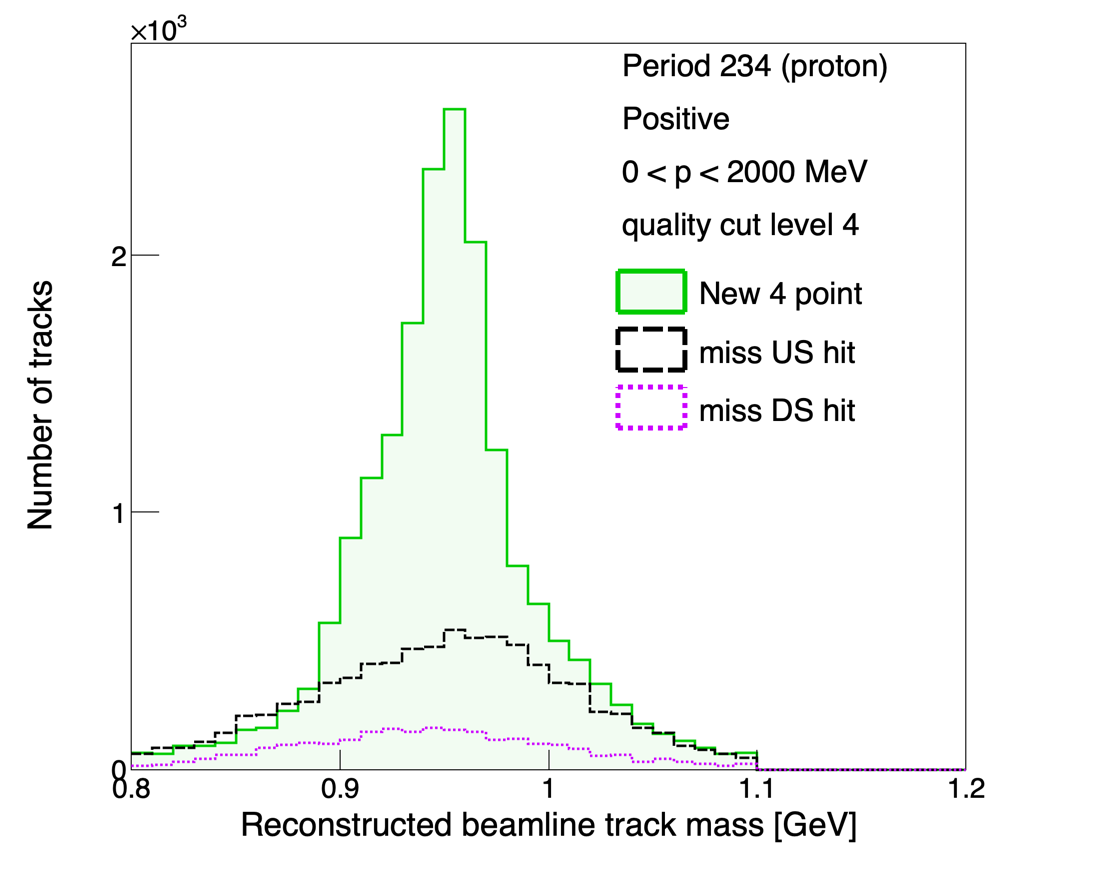 ×10³
Period 234 (proton)
Positive
0 < p < 2000 MeV
quality cut level 4
New 4 point
miss US hit
miss DS hit
Number of tracks
2
1
0
0.8 0.9 1 1.1 1.2
Reconstructed beamline track mass [GeV]